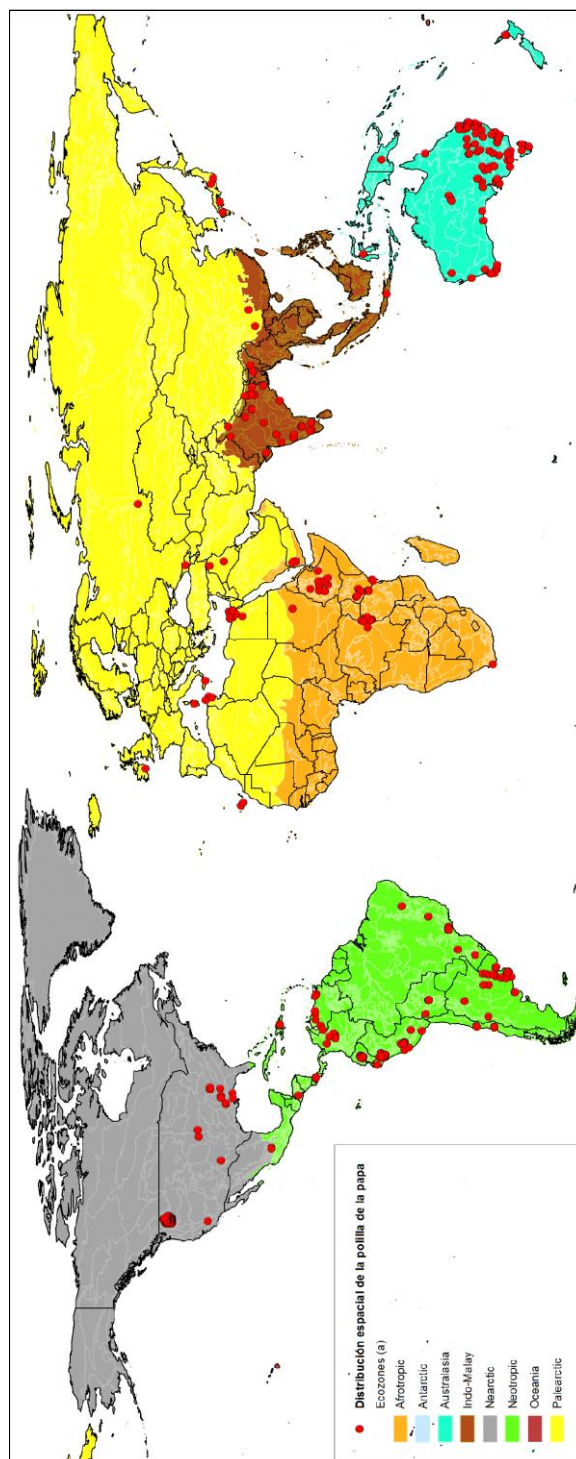 Distribución espacial de la polilla de la papa
Ecozones (a)
Afrotropic
Antarctic
Australasia
Indo-Malay
Nearctic
Neotropic
Oceania
Palearctic